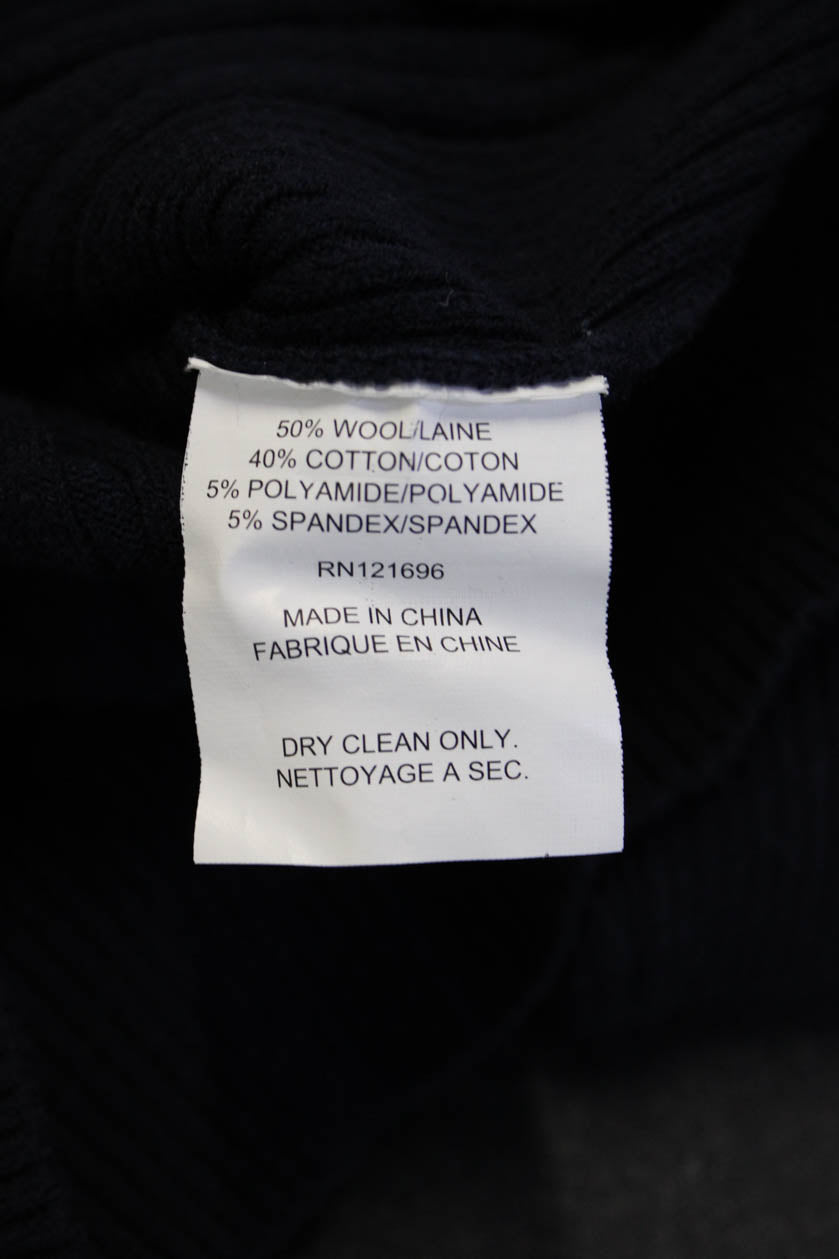 50% WOOL/LAINE
40% COTTON/COTON
5% POLYAMIDE/POLYAMIDE
5% SPANDEX/SPANDEX
RN121696
MADE IN CHINA
FABRIQUE EN CHINE
DRY CLEAN ONLY.
NETTOYAGE A SEC.